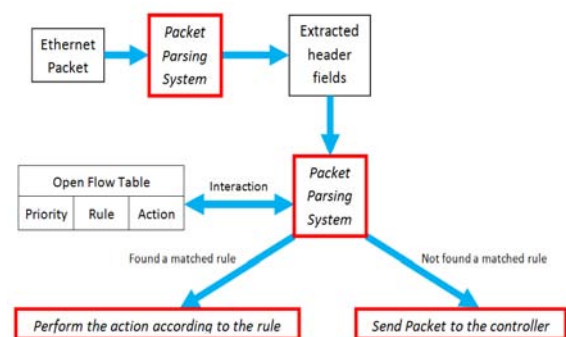 Ethernet
Packet
Packet
Parsing
System
Extracted
header
fields
Open Flow Table
Priority
Rule
Action
Interaction
Packet
Parsing
System
Found a matched rule
Not found a matched rule
Perform the action according to the rule
Send Packet to the controller